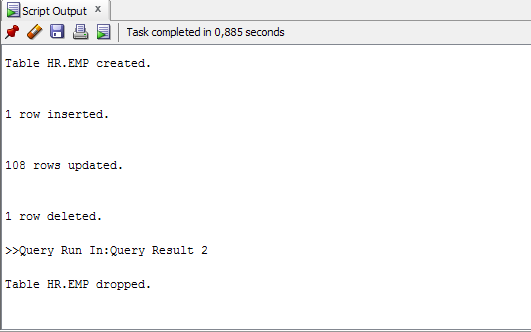 Script Output x
Task completed in 0,885 seconds
Table HR.EMP created.
1 row inserted.
108 rows updated.
1 row deleted.
>>Query Run In:Query Result 2
Table HR.EMP dropped.